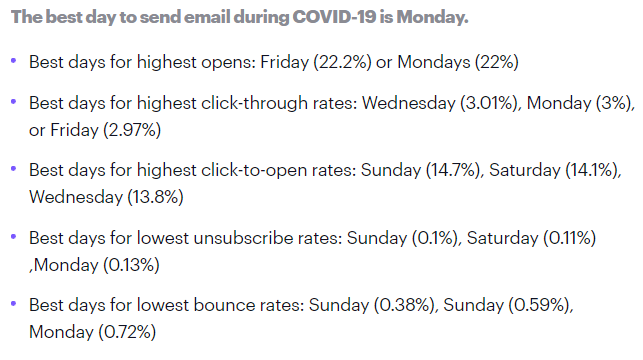 The best day to send email during COVID-19 is Monday.
Best days for highest opens: Friday (22.2%) or Mondays (22%)
Best days for highest click-through rates: Wednesday (3.01%), Monday (3%),
or Friday (2.97%)
Best days for highest click-to-open rates: Sunday (14.7%), Saturday (14.1%),
Wednesday (13.8%)
Best days for lowest unsubscribe rates: Sunday (0.1%), Saturday (0.11%)
,Monday (0.13%)
Best days for lowest bounce rates: Sunday (0.38%), Sunday (0.59%),
Monday (0.72%)